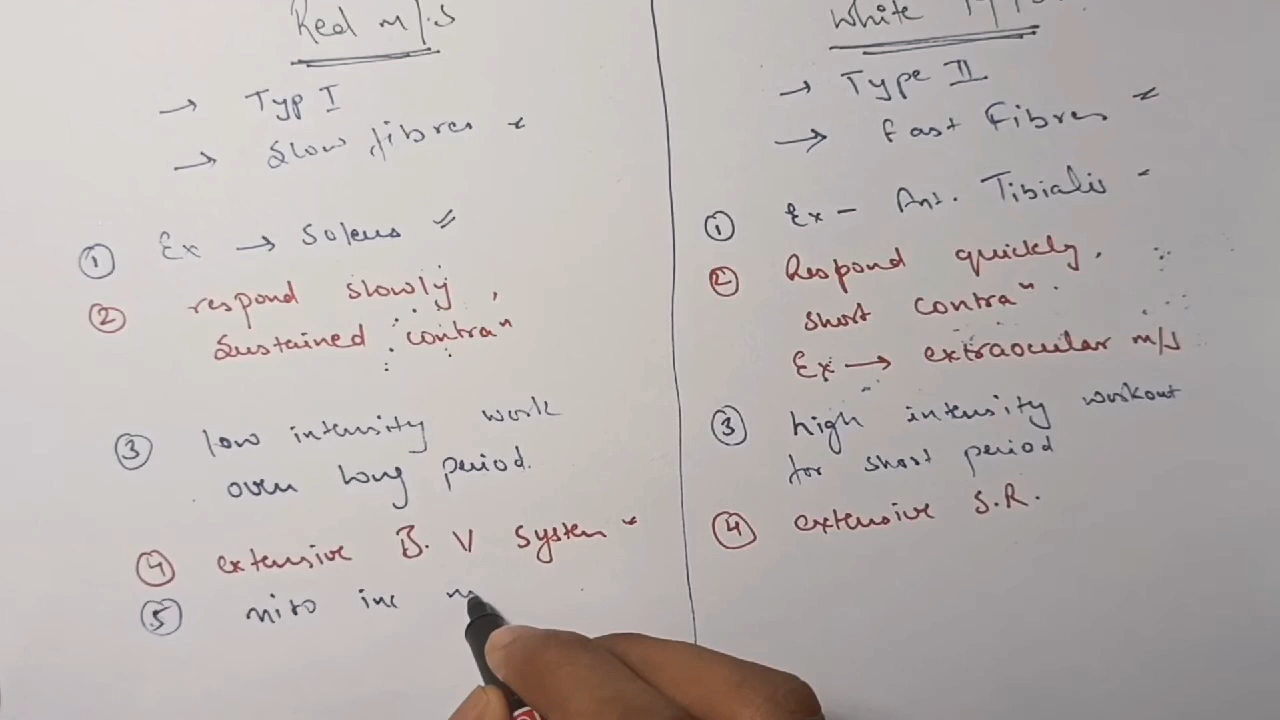 Red m/s
→ Typ I
→ Slow fibres
① Ex → Soleus
② respond slowly,
Sustained contraⁿ
③ low intensity work
over long period.
④ extensive B.V system
⑤ mito inc
White
→ Type II
→ fast Fibres
① Ex - Ant. Tibialis
② Respond quickly.
short contraⁿ.
Ex → extraocular m/s
③ high intensity workout
for short period
④ extensive S.R.